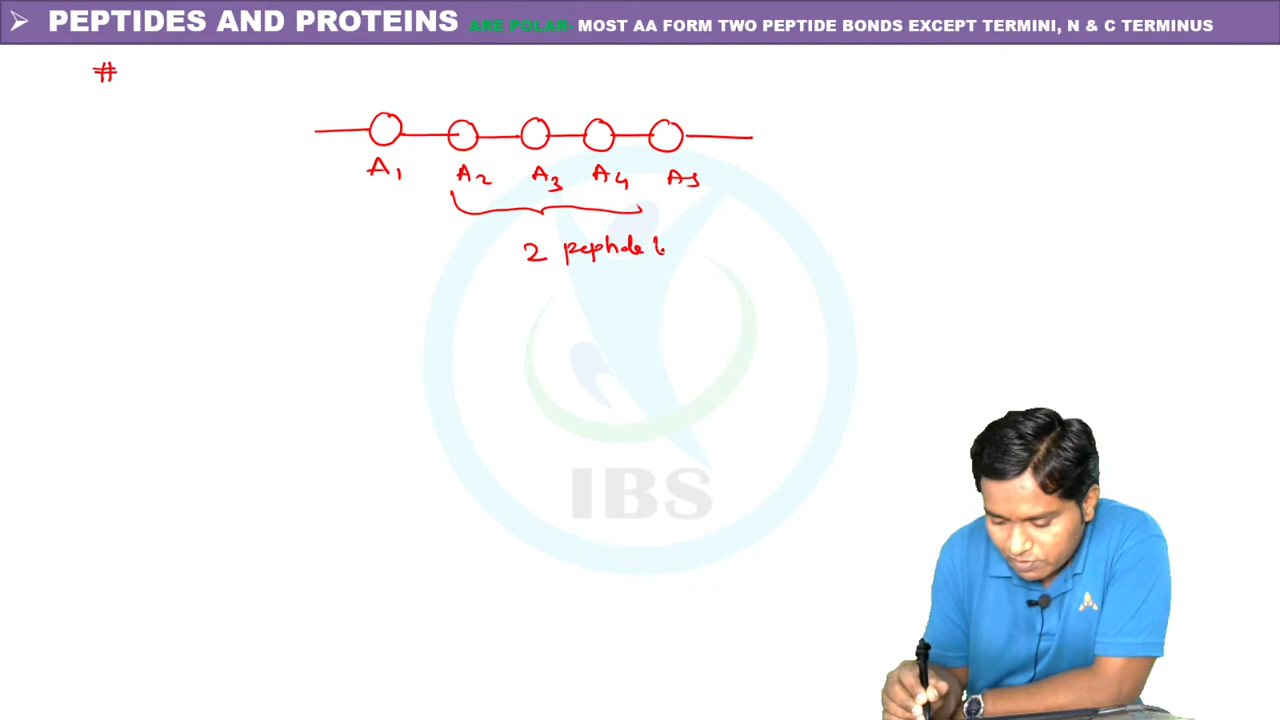 PEPTIDES AND PROTEINS ARE POLAR- MOST AA FORM TWO PEPTIDE BONDS EXCEPT TERMINI, N & C TERMINUS
#
A1 A2 A3 A4 A5
2 peptide b
IBS